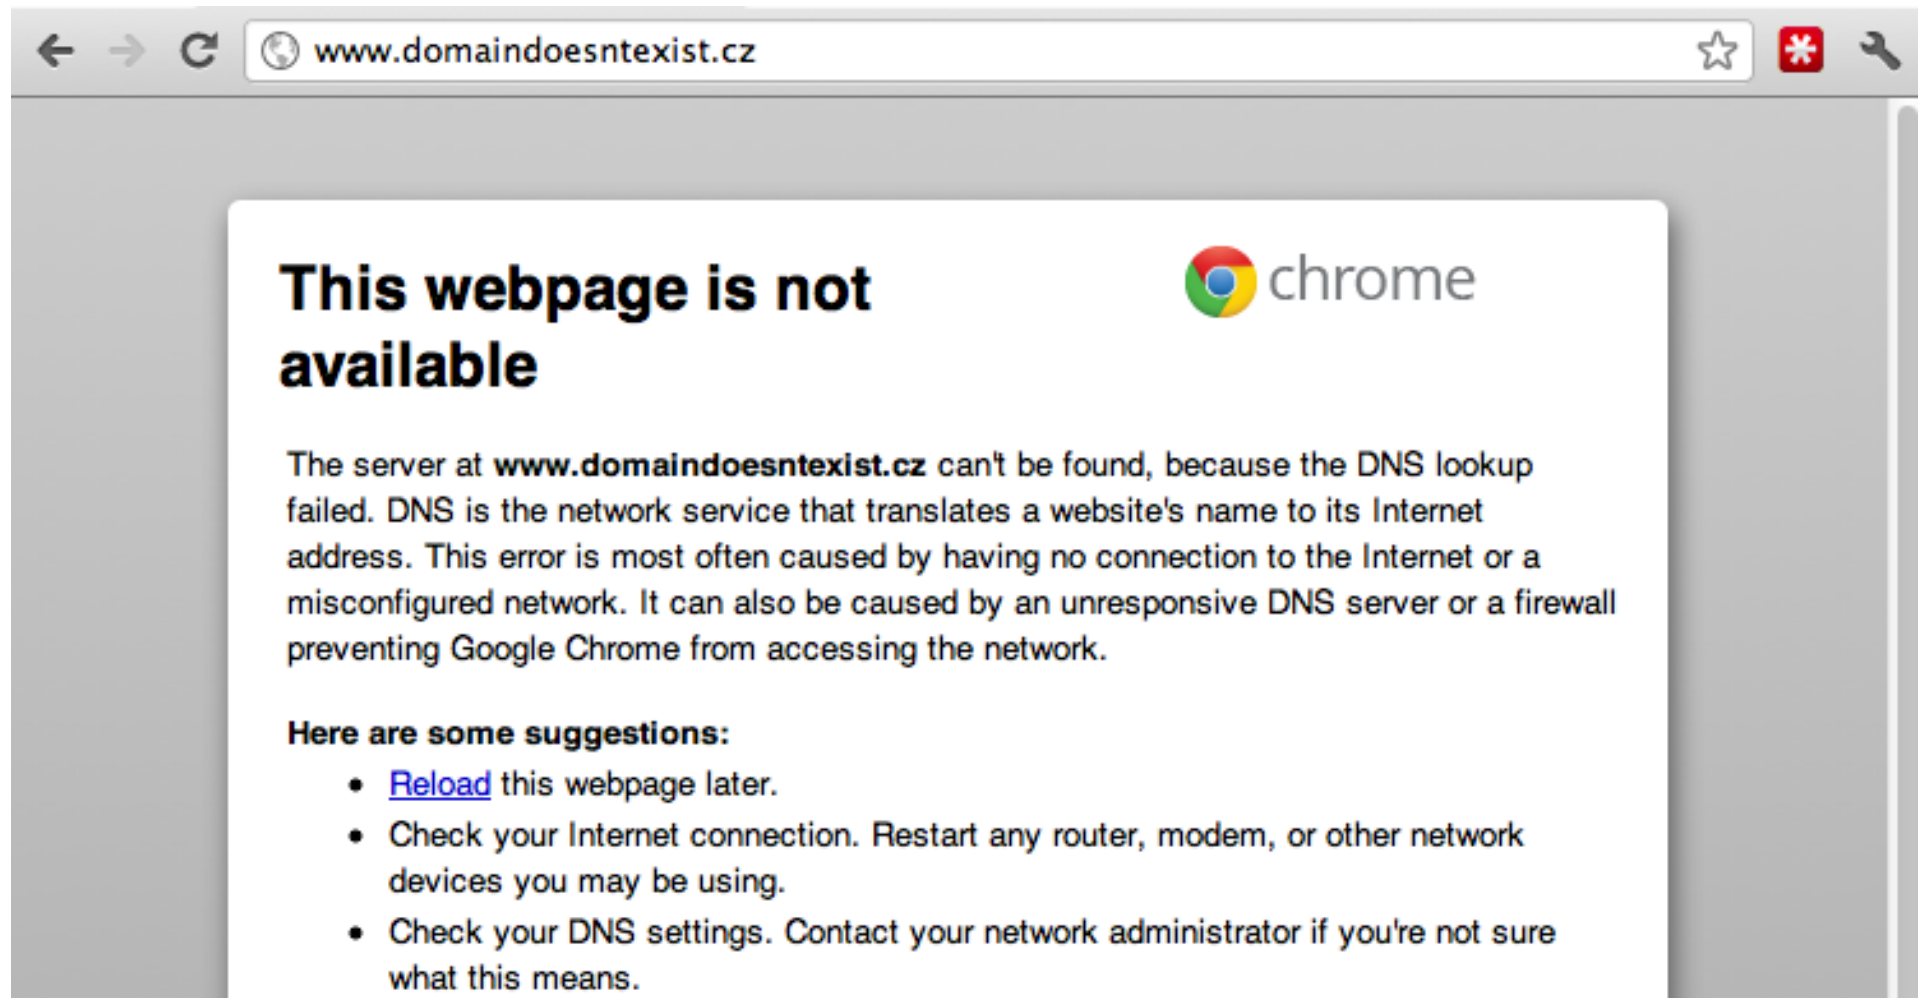 www.domaindoesntexist.cz
This webpage is not
available
chrome
The server at www.domaindoesntexist.cz can't be found, because the DNS lookup
failed. DNS is the network service that translates a website's name to its Internet
address. This error is most often caused by having no connection to the Internet or a
misconfigured network. It can also be caused by an unresponsive DNS server or a firewall
preventing Google Chrome from accessing the network.
Here are some suggestions:
• Reload this webpage later.
• Check your Internet connection. Restart any router, modem, or other network
devices you may be using.
• Check your DNS settings. Contact your network administrator if you're not sure
what this means.